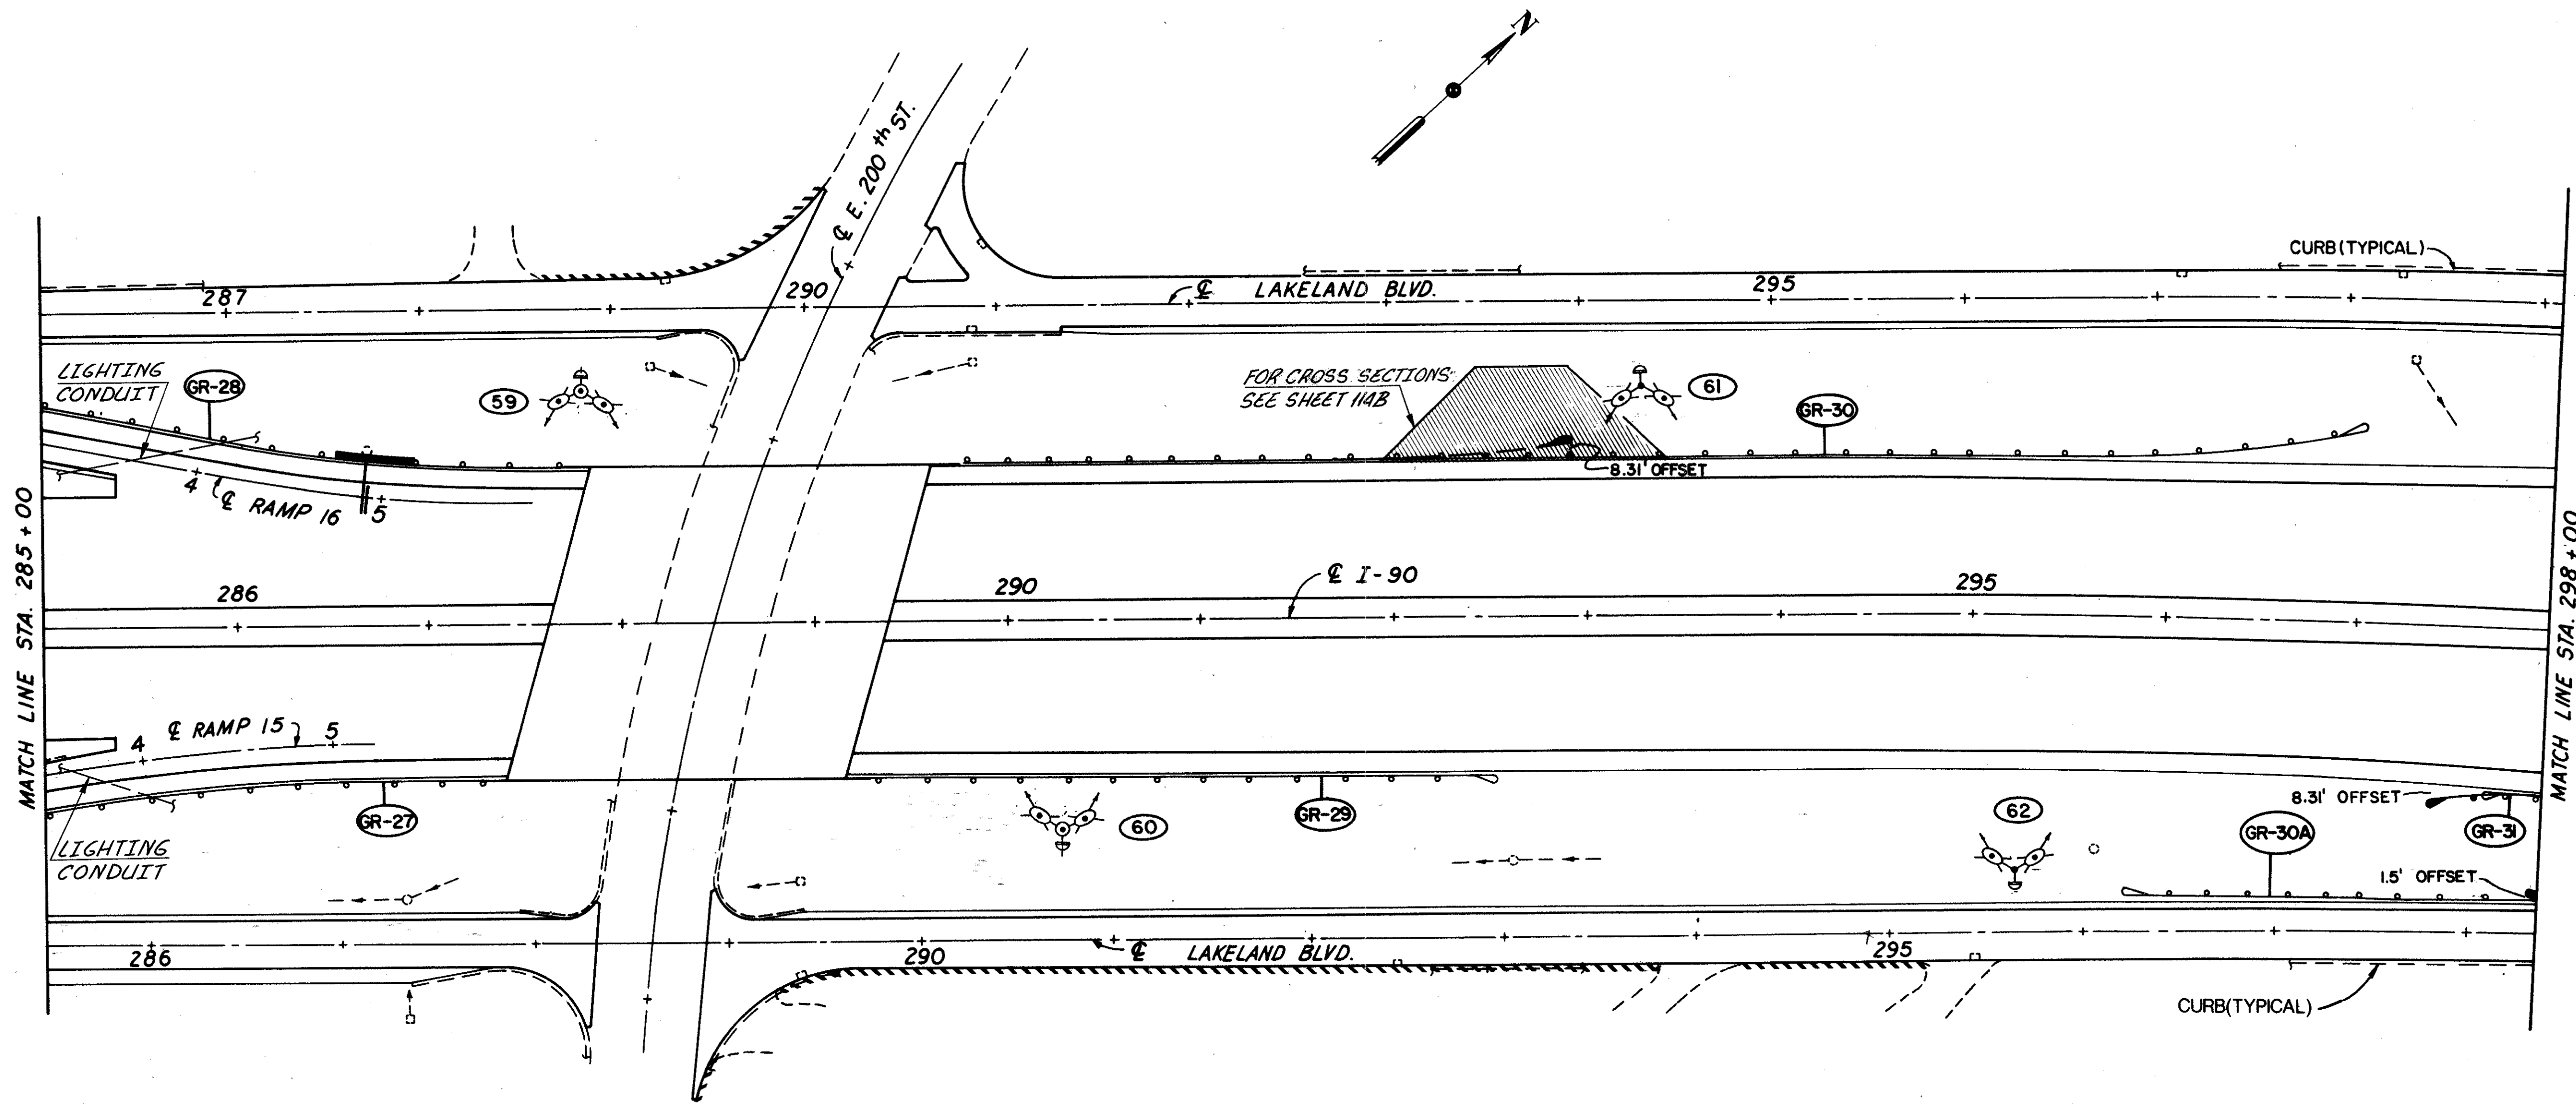 N
℄ E. 200th ST.
CURB (TYPICAL)
287
290
℄ LAKELAND BLVD.
295
LIGHTING
CONDUIT
GR-28
59
FOR CROSS SECTIONS
SEE SHEET 114B
61
GR-30
8.31' OFFSET
4
℄ RAMP 16
5
MATCH LINE STA. 285+00
MATCH LINE STA. 298+00
286
290
℄ I-90
295
4
℄ RAMP 15
5
8.31' OFFSET
GR-27
GR-29
60
62
GR-30A
GR-31
LIGHTING
CONDUIT
1.5' OFFSET
286
290
℄ LAKELAND BLVD.
295
CURB (TYPICAL)